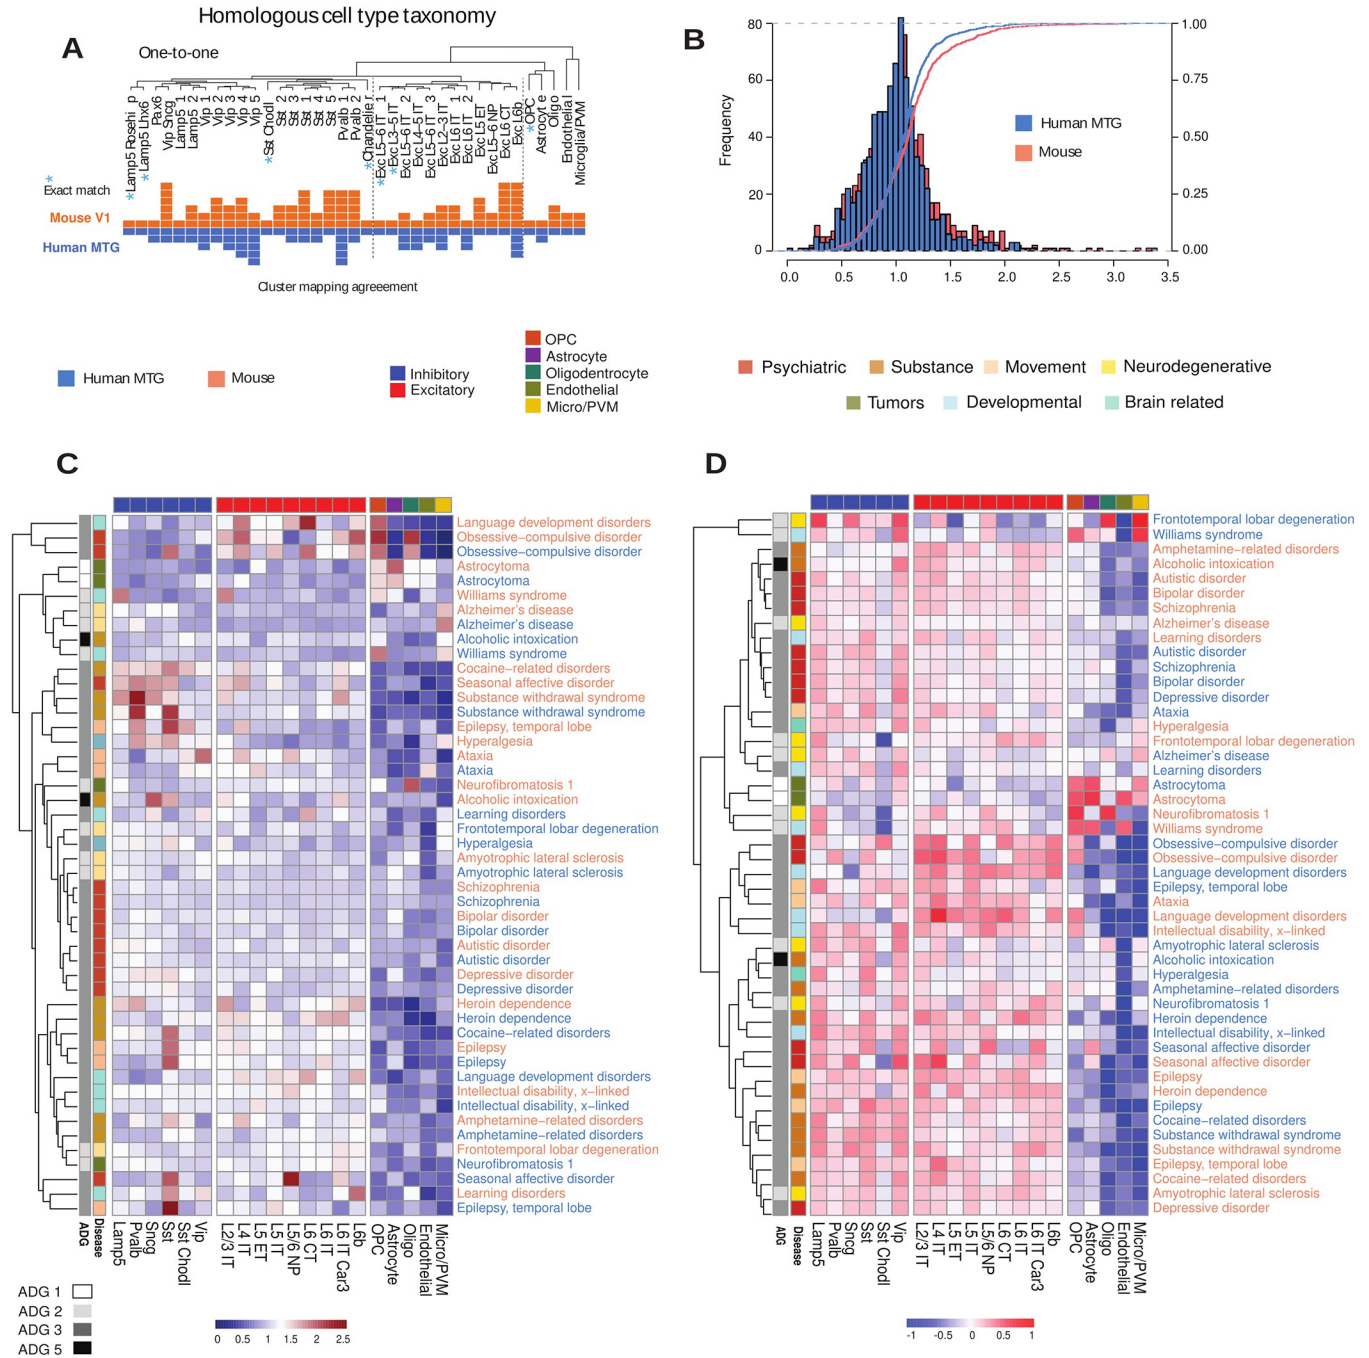 Homologous cell type taxonomy
A
One-to-one
Lamp5 Rosehip
Lamp5 Lhx6
Pax6
Vip Sncg
Lamp5 1
Lamp5 2
Vip 1
Vip 2
Vip 3
Vip 4
Vip 5
Sst Chodl
Sst 2
Sst 3
Sst 1
Sst 4
Sst 5
Pvalb 1
Pvalb 2
Chandelier
Exc L5-6 IT 1
Exc L3-5 IT
Exc L5-6 IT 2
Exc L4-5 IT
Exc L5-6 IT 3
Exc L2-3 IT
Exc L6 IT 1
Exc L6 IT 2
Exc L5 ET
Exc L5-6 NP
Exc L6 CT
Exc L6b
OPC
Astrocyte
Oligo
Endothelial
Microglia/PVM
*
Exact match
Mouse V1
Human MTG
Cluster mapping agreeement
B
Frequency
80
60
40
20
0
1.00
0.75
0.50
0.25
0.00
0.0 0.5 1.0 1.5 2.0 2.5 3.0 3.5
Human MTG
Mouse
Human MTG
Mouse
Inhibitory
Excitatory
OPC
Astrocyte
Oligodentrocyte
Endothelial
Micro/PVM
Psychiatric
Substance
Movement
Neurodegenerative
Tumors
Developmental
Brain related
C
Language development disorders
Obsessive−compulsive disorder
Obsessive−compulsive disorder
Astrocytoma
Astrocytoma
Williams syndrome
Alzheimer's disease
Alzheimer's disease
Alcoholic intoxication
Williams syndrome
Cocaine−related disorders
Seasonal affective disorder
Substance withdrawal syndrome
Substance withdrawal syndrome
Epilepsy, temporal lobe
Hyperalgesia
Ataxia
Ataxia
Neurofibromatosis 1
Alcoholic intoxication
Learning disorders
Frontotemporal lobar degeneration
Hyperalgesia
Amyotrophic lateral sclerosis
Amyotrophic lateral sclerosis
Schizophrenia
Schizophrenia
Bipolar disorder
Bipolar disorder
Autistic disorder
Autistic disorder
Depressive disorder
Depressive disorder
Heroin dependence
Heroin dependence
Cocaine−related disorders
Epilepsy
Epilepsy
Language development disorders
Intellectual disability, x−linked
Intellectual disability, x−linked
Amphetamine−related disorders
Amphetamine−related disorders
Frontotemporal lobar degeneration
Neurofibromatosis 1
Seasonal affective disorder
Learning disorders
Epilepsy, temporal lobe
ADG
Disease
Lamp5
Pvalb
Sncg
Sst
Sst Chodl
Vip
L2/3 IT
L4 IT
L5 ET
L5 IT
L5/6 NP
L6 CT
L6 IT
L6 IT Car3
L6b
OPC
Astrocyte
Oligo
Endothelial
Micro/PVM
ADG 1
ADG 2
ADG 3
ADG 5
0 0.5 1 1.5 2 2.5
D
Frontotemporal lobar degeneration
Williams syndrome
Amphetamine−related disorders
Alcoholic intoxication
Autistic disorder
Bipolar disorder
Schizophrenia
Alzheimer's disease
Learning disorders
Autistic disorder
Schizophrenia
Bipolar disorder
Depressive disorder
Ataxia
Hyperalgesia
Frontotemporal lobar degeneration
Alzheimer's disease
Learning disorders
Astrocytoma
Astrocytoma
Neurofibromatosis 1
Williams syndrome
Obsessive−compulsive disorder
Obsessive−compulsive disorder
Language development disorders
Epilepsy, temporal lobe
Ataxia
Language development disorders
Intellectual disability, x−linked
Amyotrophic lateral sclerosis
Alcoholic intoxication
Hyperalgesia
Amphetamine−related disorders
Neurofibromatosis 1
Heroin dependence
Intellectual disability, x−linked
Seasonal affective disorder
Seasonal affective disorder
Epilepsy
Heroin dependence
Epilepsy
Cocaine−related disorders
Substance withdrawal syndrome
Substance withdrawal syndrome
Epilepsy, temporal lobe
Cocaine−related disorders
Amyotrophic lateral sclerosis
Depressive disorder
ADG
Disease
Lamp5
Pvalb
Sncg
Sst
Sst Chodl
Vip
L2/3 IT
L4 IT
L5 ET
L5 IT
L5/6 NP
L6 CT
L6 IT
L6 IT Car3
L6b
OPC
Astrocyte
Oligo
Endothelial
Micro/PVM
-1 -0.5 0 0.5 1